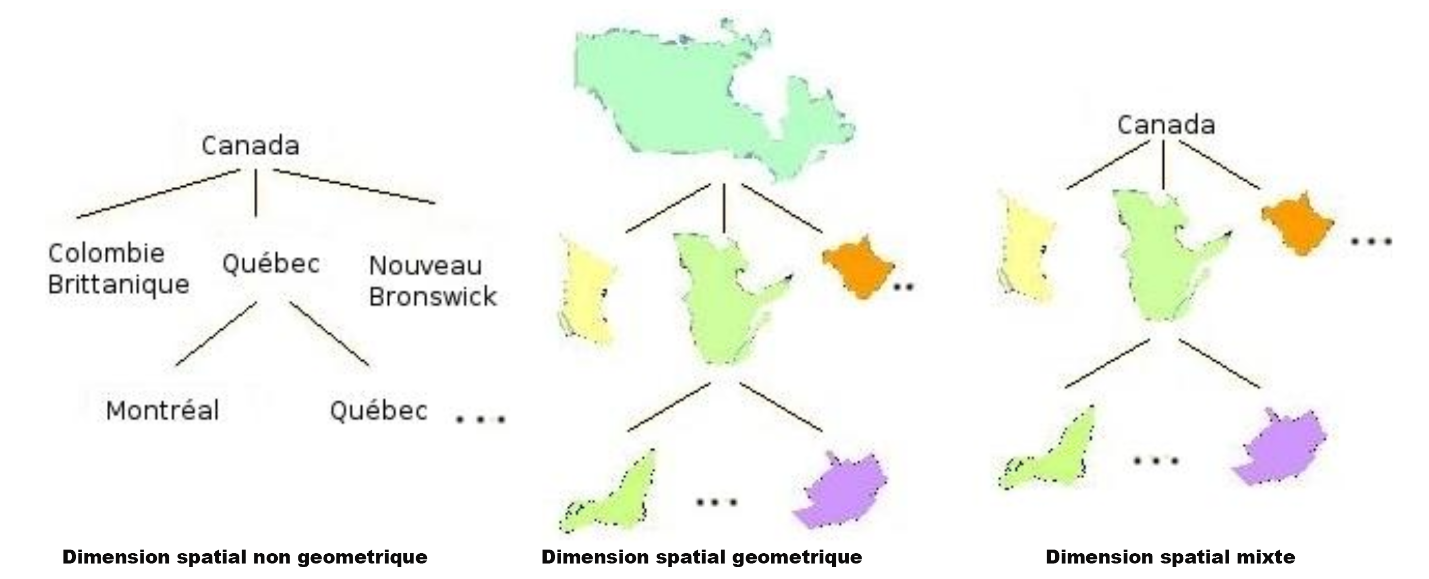 Canada
Colombie
Brittanique
Québec
Nouveau
Bronswick
Montréal
Québec ...
Dimension spatial non geometrique
..
...
Dimension spatial geometrique
Canada
...
...
Dimension spatial mixte